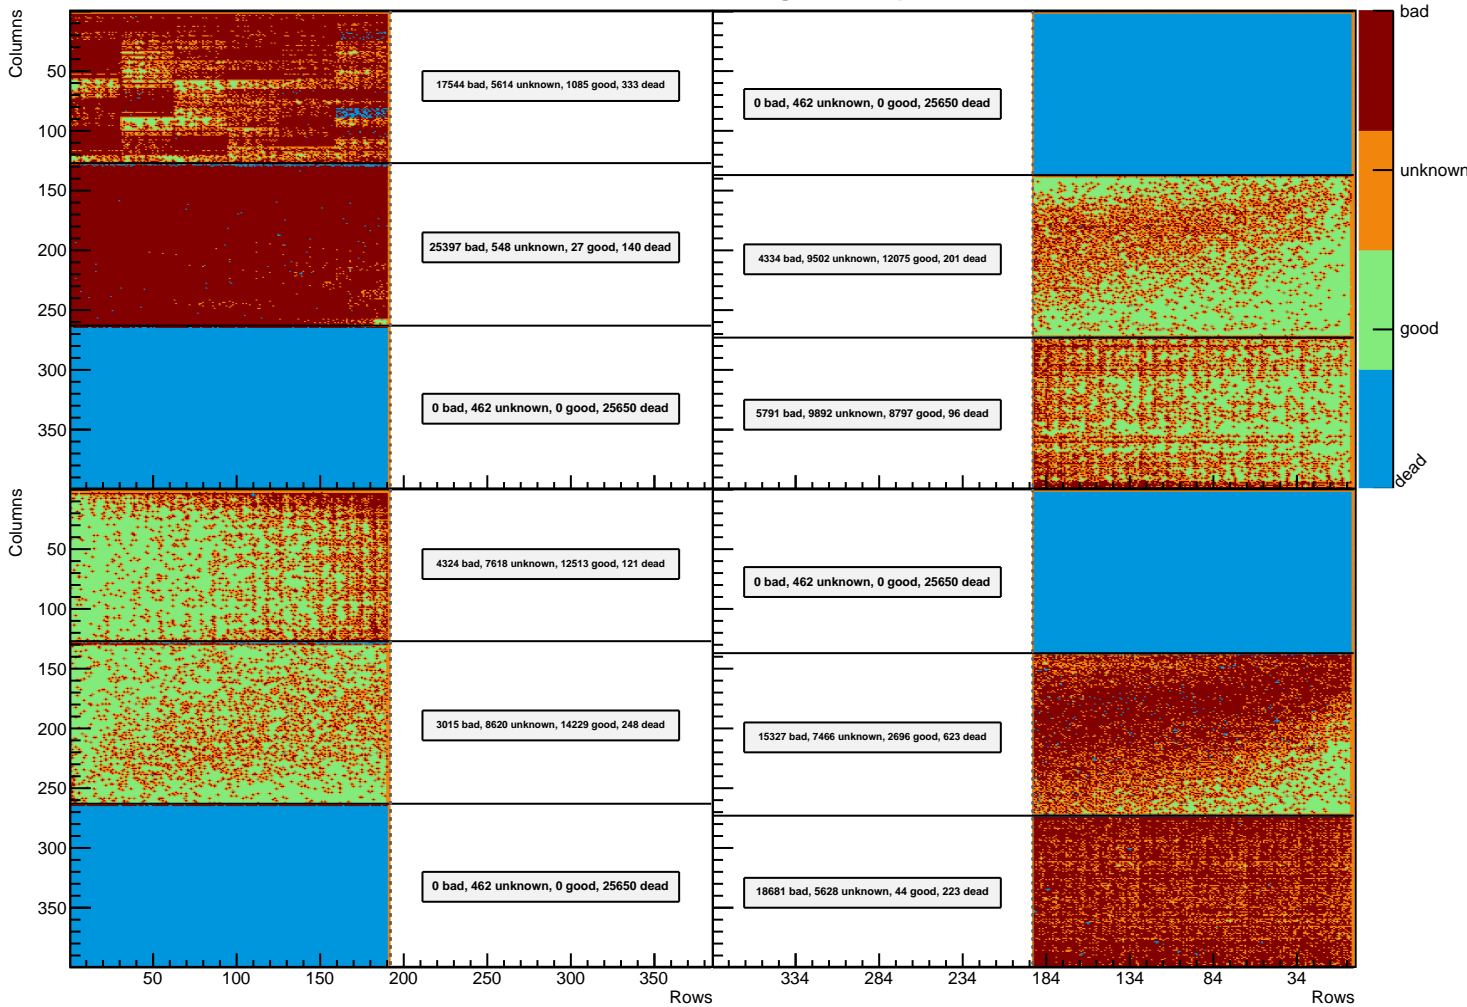 bad
unknown
good
dead
Columns
50
100
150
200
250
300
350
17544 bad, 5614 unknown, 1085 good, 333 dead
25397 bad, 548 unknown, 27 good, 140 dead
0 bad, 462 unknown, 0 good, 25650 dead
0 bad, 462 unknown, 0 good, 25650 dead
4334 bad, 9502 unknown, 12075 good, 201 dead
5791 bad, 9892 unknown, 8797 good, 96 dead
Columns
50
100
150
200
250
300
350
4324 bad, 7618 unknown, 12513 good, 121 dead
3015 bad, 8620 unknown, 14229 good, 248 dead
0 bad, 462 unknown, 0 good, 25650 dead
0 bad, 462 unknown, 0 good, 25650 dead
15327 bad, 7466 unknown, 2696 good, 623 dead
18681 bad, 5628 unknown, 44 good, 223 dead
50 100 150 200 250 300 350
Rows
334 284 234 184 134 84 34
Rows